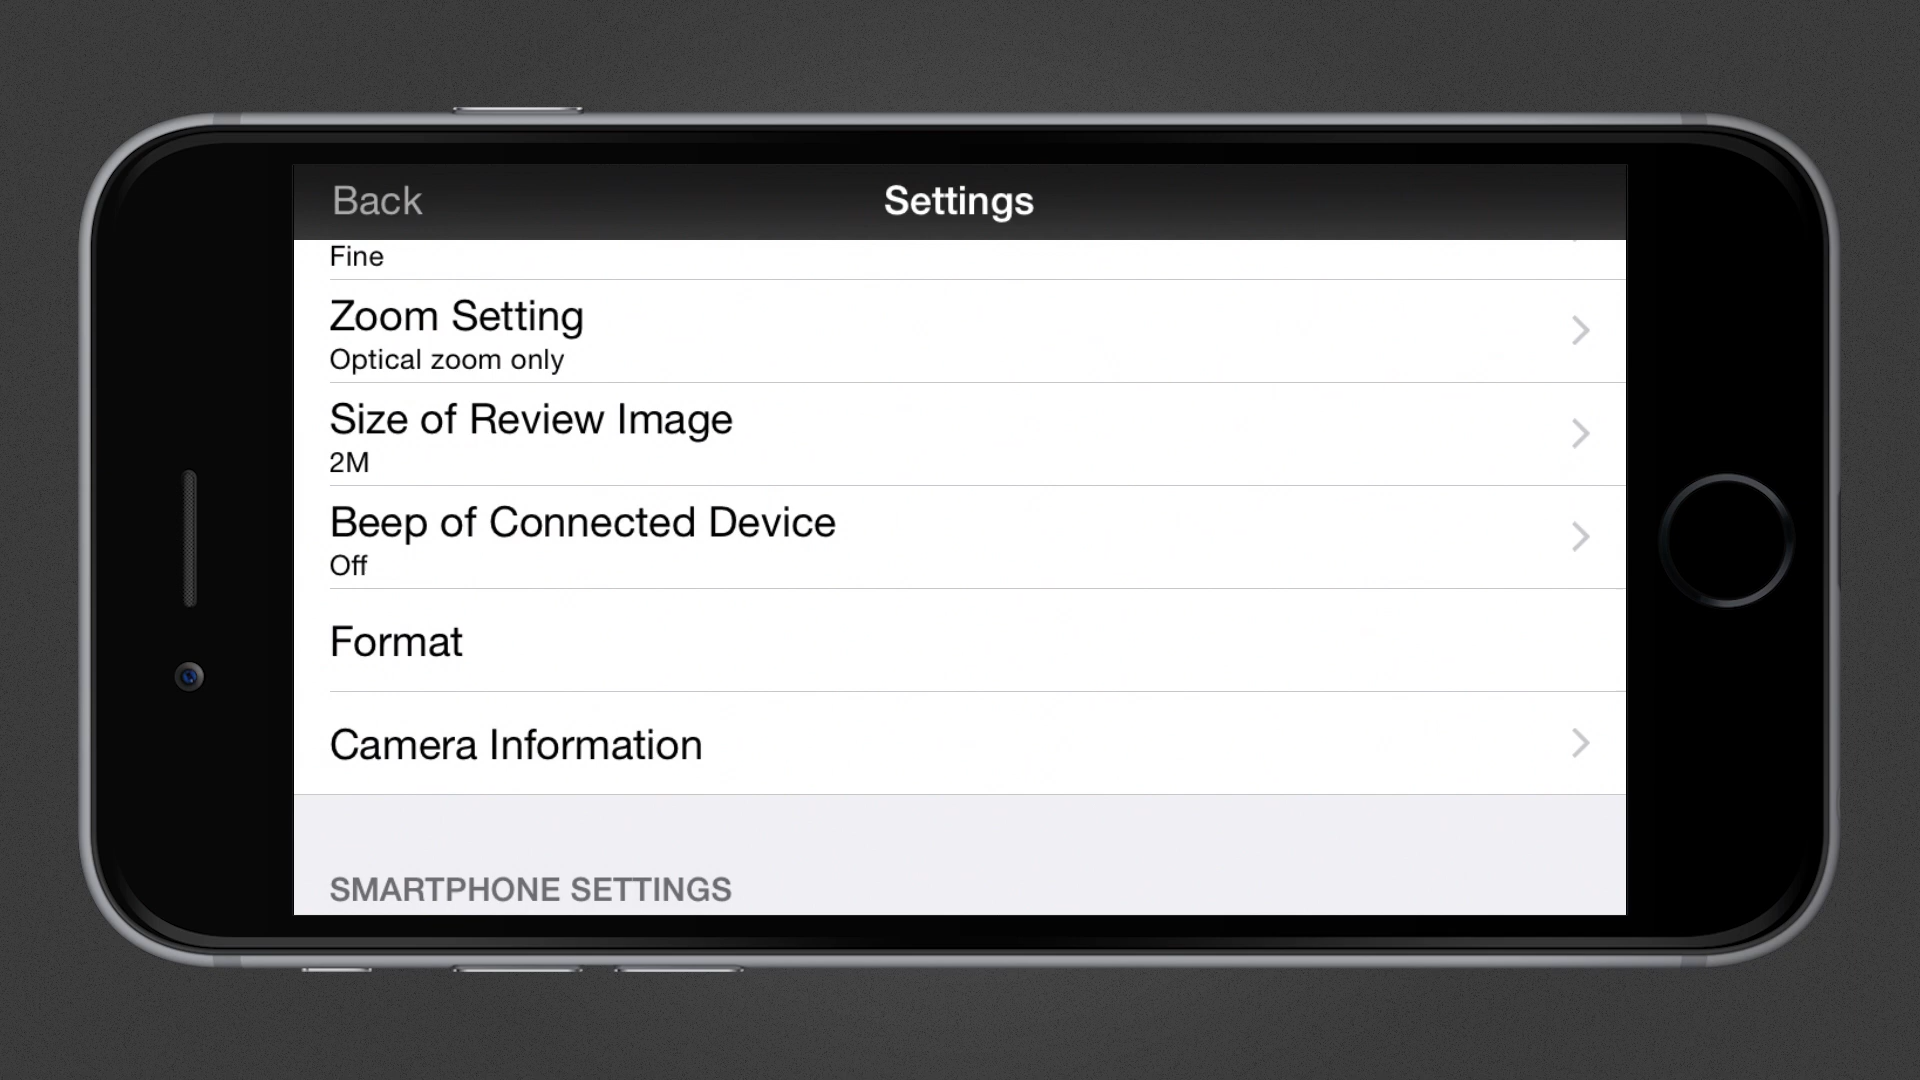 Back
Settings
Fine
Zoom Setting
Optical zoom only
Size of Review Image
2M
Beep of Connected Device
Off
Format
Camera Information
SMARTPHONE SETTINGS